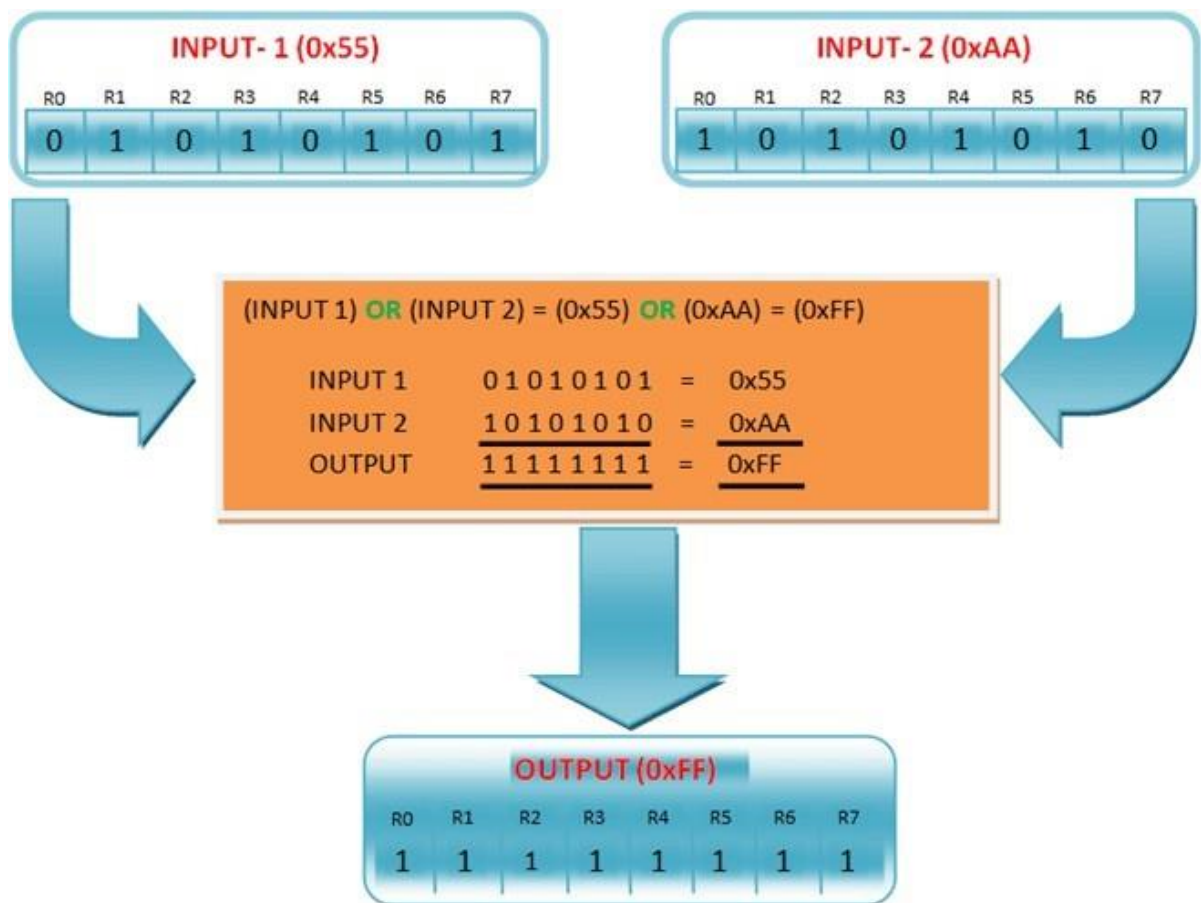 INPUT- 1 (0x55)
R0 R1 R2 R3 R4 R5 R6 R7
0 1 0 1 0 1 0 1
INPUT- 2 (0xAA)
R0 R1 R2 R3 R4 R5 R6 R7
1 0 1 0 1 0 1 0
(INPUT 1) OR (INPUT 2) = (0x55) OR (0xAA) = (0xFF)
INPUT 1 0 1 0 1 0 1 0 1 = 0x55
INPUT 2 1 0 1 0 1 0 1 0 = 0xAA
OUTPUT 1 1 1 1 1 1 1 1 = 0xFF
OUTPUT (0xFF)
R0 R1 R2 R3 R4 R5 R6 R7
1 1 1 1 1 1 1 1